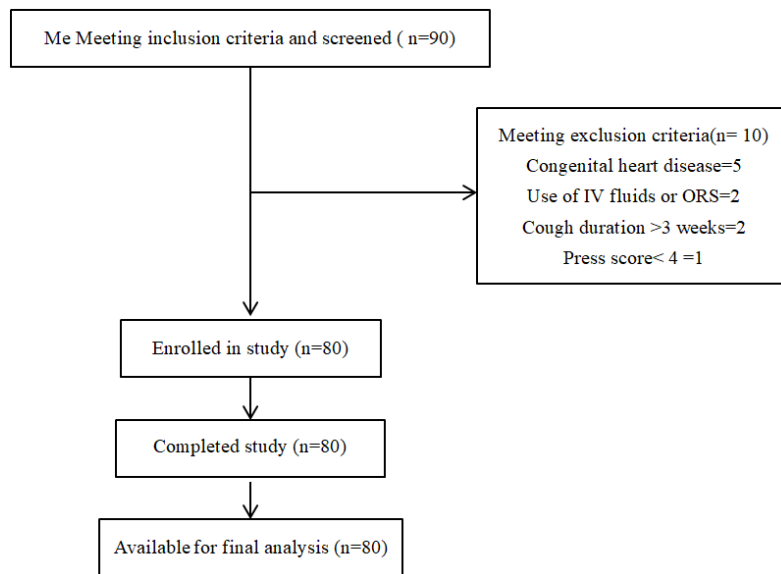 Me Meeting inclusion criteria and screened ( n=90)
Meeting exclusion criteria(n= 10)
Congenital heart disease=5
Use of IV fluids or ORS=2
Cough duration >3 weeks=2
Press score< 4 =1
Enrolled in study (n=80)
Completed study (n=80)
Available for final analysis (n=80)